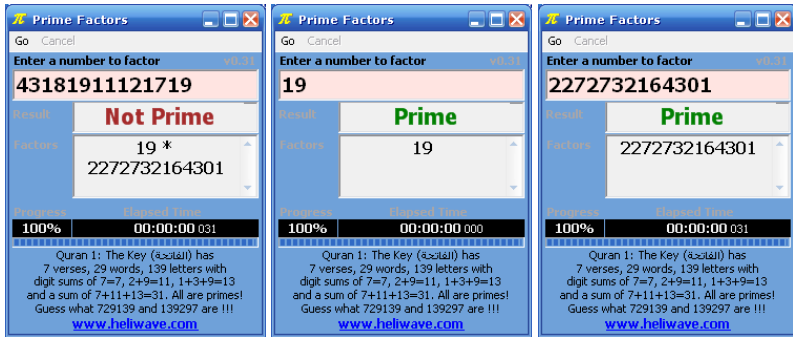 Prime Factors
Go Cancel
Enter a number to factor v0.31
43181911121719
Result Not Prime
Factors 19 *
2272732164301
Progress Elapsed Time
100% 00:00:00 031
Quran 1: The Key (الفاتحة) has
7 verses, 29 words, 139 letters with
digit sums of 7=7, 2+9=11, 1+3+9=13
and a sum of 7+11+13=31. All are primes!
Guess what 729139 and 139297 are !!!
www.heliwave.com
Prime Factors
Go Cancel
Enter a number to factor v0.31
19
Result Prime
Factors 19
Progress Elapsed Time
100% 00:00:00 000
Quran 1: The Key (الفاتحة) has
7 verses, 29 words, 139 letters with
digit sums of 7=7, 2+9=11, 1+3+9=13
and a sum of 7+11+13=31. All are primes!
Guess what 729139 and 139297 are !!!
www.heliwave.com
Prime Factors
Go Cancel
Enter a number to factor v0.31
2272732164301
Result Prime
Factors 2272732164301
Progress Elapsed Time
100% 00:00:00 031
Quran 1: The Key (الفاتحة) has
7 verses, 29 words, 139 letters with
digit sums of 7=7, 2+9=11, 1+3+9=13
and a sum of 7+11+13=31. All are primes!
Guess what 729139 and 139297 are !!!
www.heliwave.com